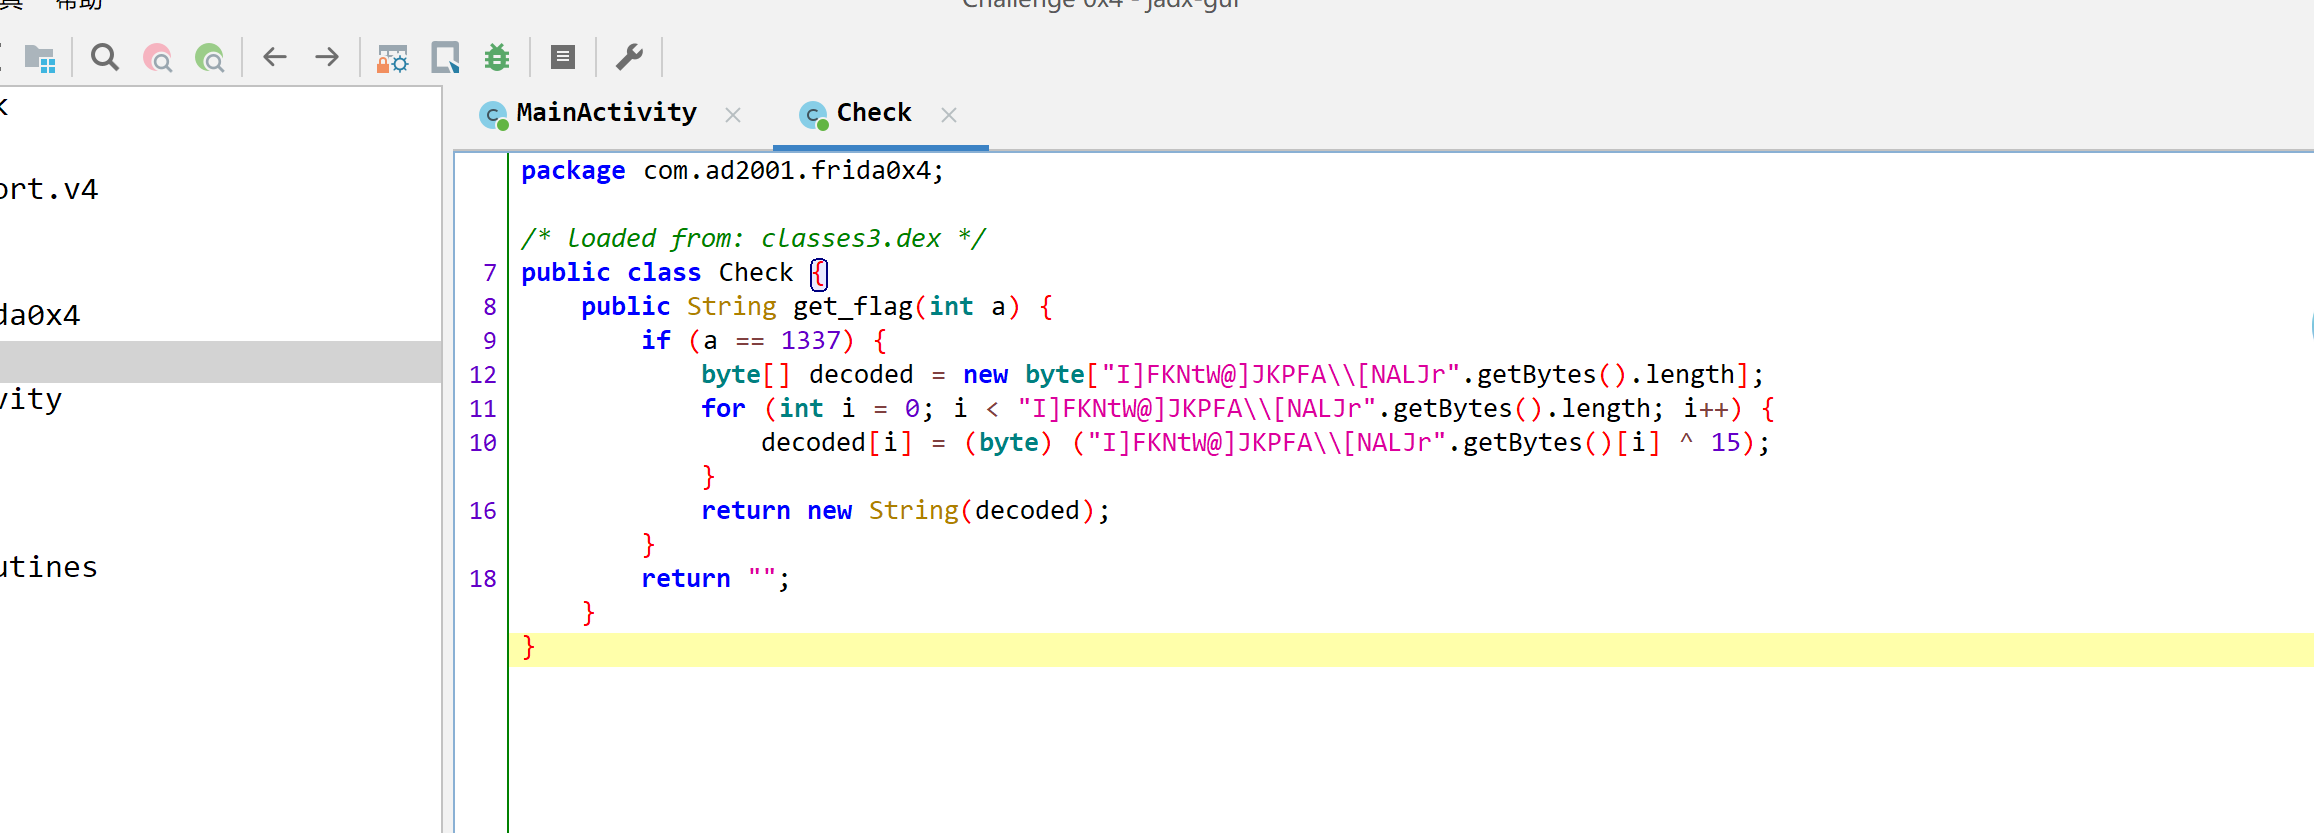 帮助
Challenge 0x4 - jadx-gui
k
ort.v4
da0x4
vity
utines
MainActivity
Check
package com.ad2001.frida0x4;
/* loaded from: classes3.dex */
7 public class Check {
8 public String get_flag(int a) {
9 if (a == 1337) {
12 byte[] decoded = new byte["I]FKNtW@]JKPFA\\[NALJr".getBytes().length];
11 for (int i = 0; i < "I]FKNtW@]JKPFA\\[NALJr".getBytes().length; i++) {
10 decoded[i] = (byte) ("I]FKNtW@]JKPFA\\[NALJr".getBytes()[i] ^ 15);
}
16 return new String(decoded);
}
18 return "";
}
}